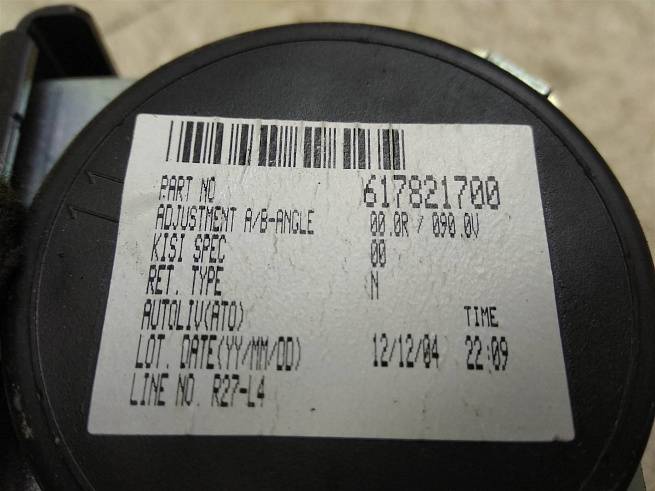 PART NO 617821700
ADJUSTMENT A/B-ANGLE 00.0R / 090.0V
KISI SPEC 00
RET. TYPE N
AUTOLIV(ATO) TIME
LOT. DATE(YY/MM/DD) 12/12/04 22:09
LINE NO. R27-L4